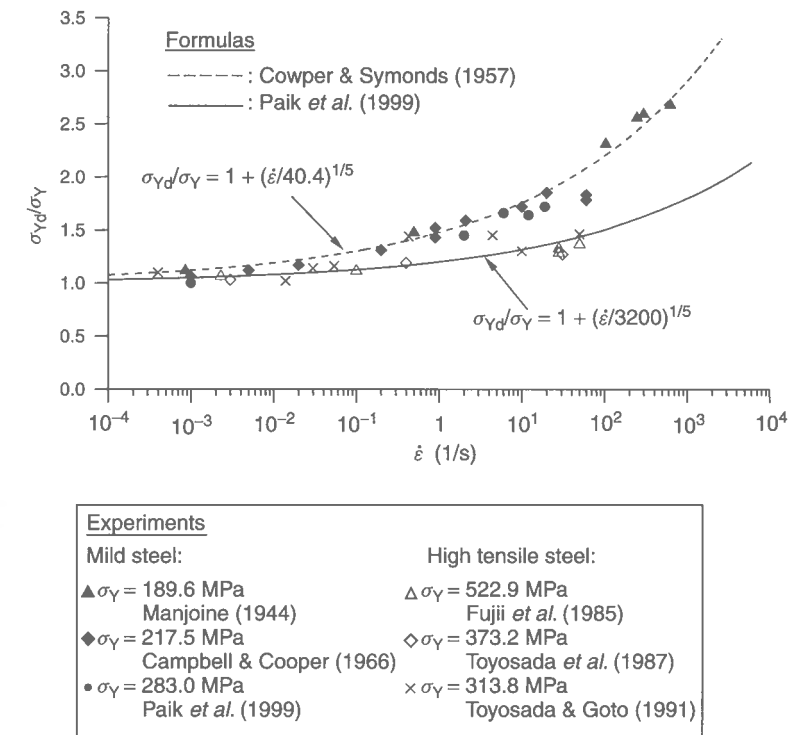 3.5
3.0
2.5
2.0
1.5
1.0
0.5
0.0
σYd/σY
Formulas
: Cowper & Symonds (1957)
: Paik et al. (1999)
σYd/σY = 1 + (ε̇/40.4)^1/5
σYd/σY = 1 + (ε̇/3200)^1/5
10^−4 10^−3 10^−2 10^−1 1 10^1 10^2 10^3 10^4
ε̇ (1/s)
Experiments
Mild steel:
▲ σY = 189.6 MPa
Manjoine (1944)
◆ σY = 217.5 MPa
Campbell & Cooper (1966)
● σY = 283.0 MPa
Paik et al. (1999)
High tensile steel:
△ σY = 522.9 MPa
Fujii et al. (1985)
◇ σY = 373.2 MPa
Toyosada et al. (1987)
× σY = 313.8 MPa
Toyosada & Goto (1991)